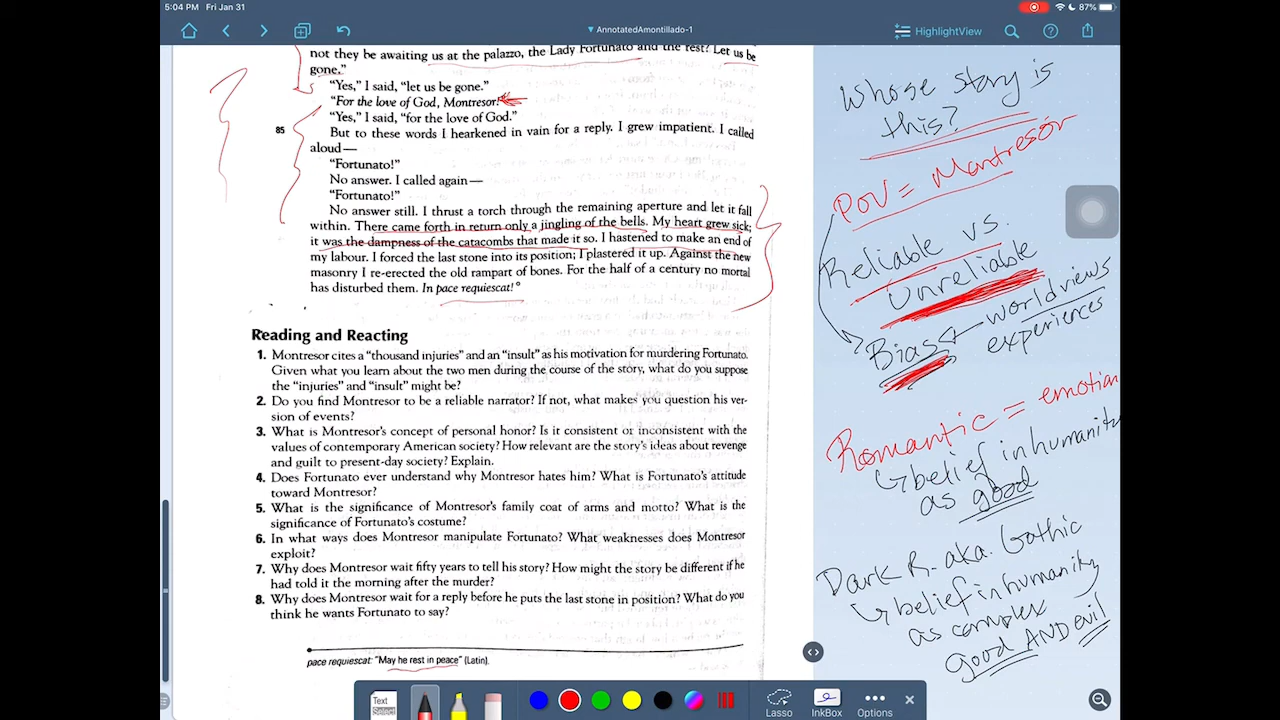 5:04 PM Fri Jan 31
87%
AnnotatedAmontillado-1
HighlightView
not they be awaiting us at the palazzo, the Lady Fortunato and the rest? Let us be
gone."
"Yes," I said, "let us be gone."
"For the love of God, Montresor!"
"Yes," I said, "for the love of God."
85
But to these words I hearkened in vain for a reply. I grew impatient. I called
aloud—
"Fortunato!"
No answer. I called again—
"Fortunato!"
No answer still. I thrust a torch through the remaining aperture and let it fall
within. There came forth in return only a jingling of the bells. My heart grew sick;
it was the dampness of the catacombs that made it so. I hastened to make an end of
my labour. I forced the last stone into its position; I plastered it up. Against the new
masonry I re-erected the old rampart of bones. For the half of a century no mortal
has disturbed them. In pace requiescat!°
Reading and Reacting
1. Montresor cites a "thousand injuries" and an "insult" as his motivation for murdering Fortunato.
Given what you learn about the two men during the course of the story, what do you suppose
the "injuries" and "insult" might be?
2. Do you find Montresor to be a reliable narrator? If not, what makes you question his ver-
sion of events?
3. What is Montresor's concept of personal honor? Is it consistent or inconsistent with the
values of contemporary American society? How relevant are the story's ideas about revenge
and guilt to present-day society? Explain.
4. Does Fortunato ever understand why Montresor hates him? What is Fortunato's attitude
toward Montresor?
5. What is the significance of Montresor's family coat of arms and motto? What is the
significance of Fortunato's costume?
6. In what ways does Montresor manipulate Fortunato? What weaknesses does Montresor
exploit?
7. Why does Montresor wait fifty years to tell his story? How might the story be different if he
had told it the morning after the murder?
8. Why does Montresor wait for a reply before he puts the last stone in position? What do you
think he wants Fortunato to say?
pace requiescat: "May he rest in peace" (Latin).
Whose story is
this?
POV = Montresor
Reliable vs.
Unreliable
Bias worldviews
experiences
Romantic = emotion
belief in humanity
as good
Dark R. aka. Gothic
belief in humanity
as complex
good AND evil
Text
Select
Lasso
InkBox
Options